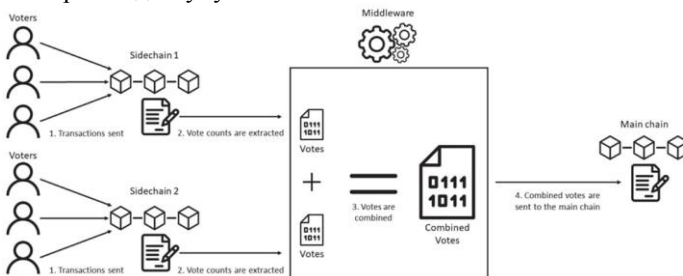 Middleware
Voters
Sidechain 1
1. Transactions sent
2. Vote counts are extracted
0111
1011
Votes
Voters
Sidechain 2
1. Transactions sent
2. Vote counts are extracted
0111
1011
Votes
3. Votes are
combined
0111
1011
Combined
Votes
4. Combined votes are
sent to the main chain
Main chain